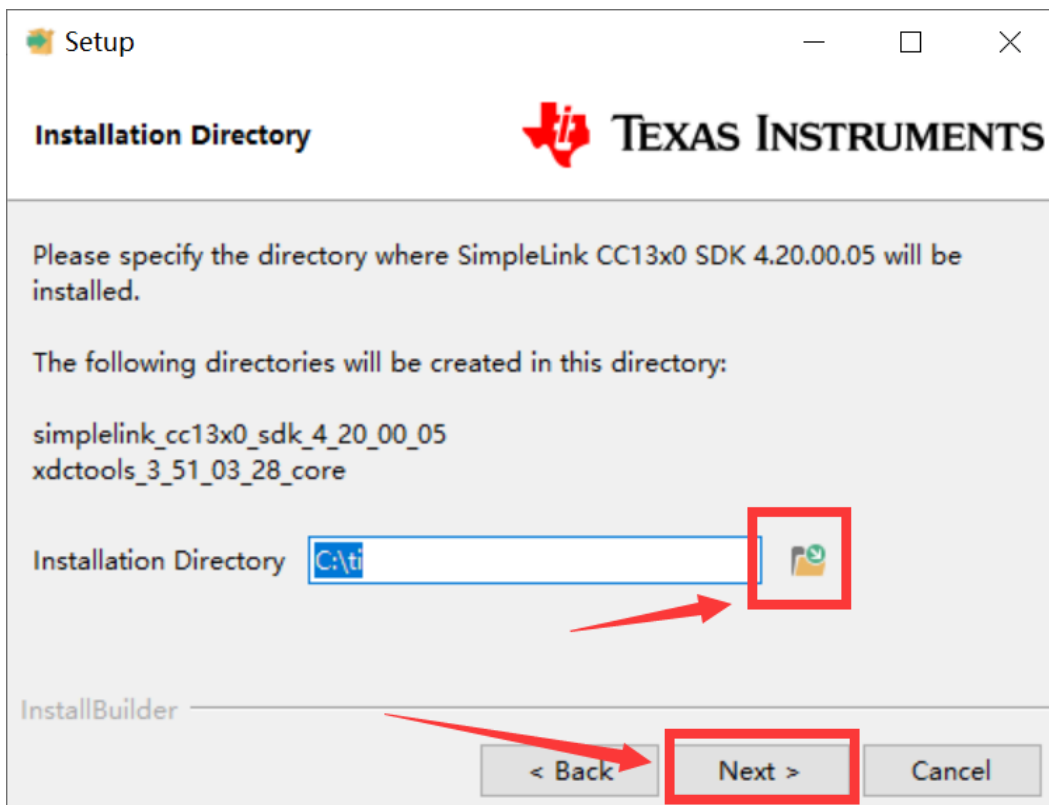 Setup
Installation Directory
TEXAS INSTRUMENTS
Please specify the directory where SimpleLink CC13x0 SDK 4.20.00.05 will be
installed.
The following directories will be created in this directory:
simplelink_cc13x0_sdk_4_20_00_05
xdctools_3_51_03_28_core
Installation Directory C:\ti
InstallBuilder
< Back Next > Cancel